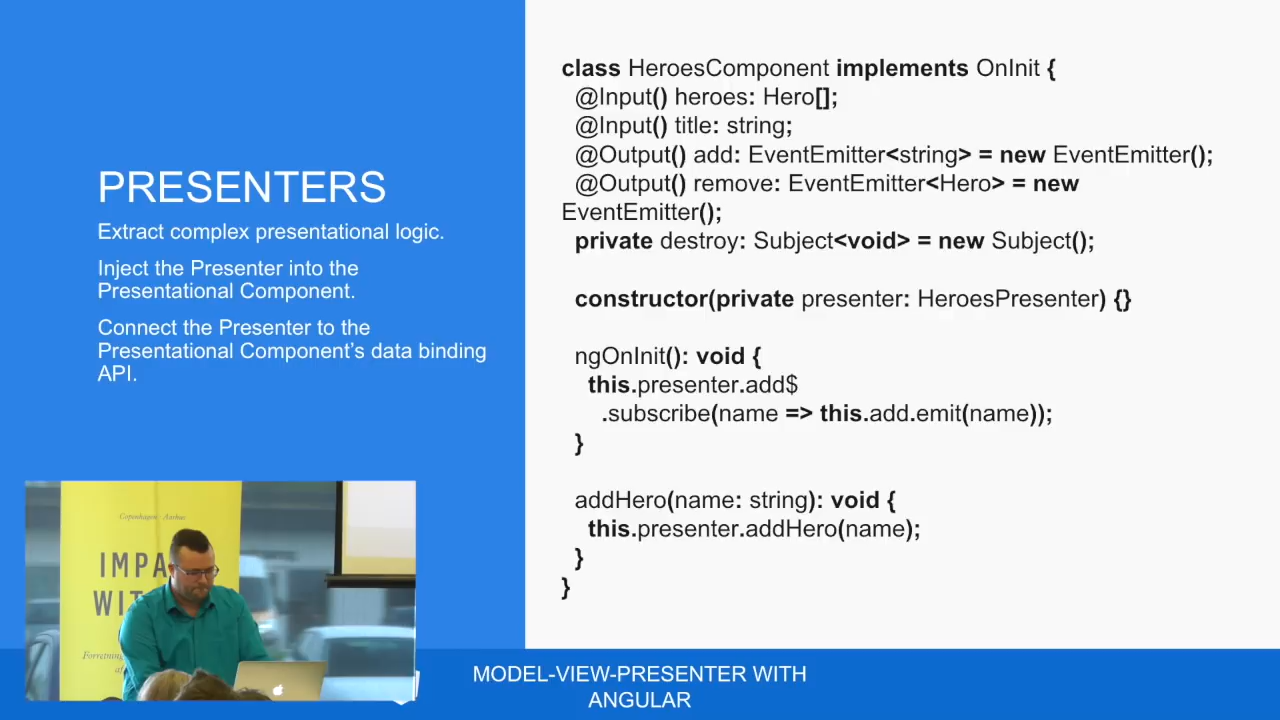 PRESENTERS
Extract complex presentational logic.
Inject the Presenter into the
Presentational Component.
Connect the Presenter to the
Presentational Component's data binding
API.
class HeroesComponent implements OnInit {
@Input() heroes: Hero[];
@Input() title: string;
@Output() add: EventEmitter<string> = new EventEmitter();
@Output() remove: EventEmitter<Hero> = new
EventEmitter();
private destroy: Subject<void> = new Subject();
constructor(private presenter: HeroesPresenter) {}
ngOnInit(): void {
this.presenter.add$
.subscribe(name => this.add.emit(name));
}
addHero(name: string): void {
this.presenter.addHero(name);
}
}
Copenhagen · Aarhus
IMPA
WIT
MODEL-VIEW-PRESENTER WITH
ANGULAR